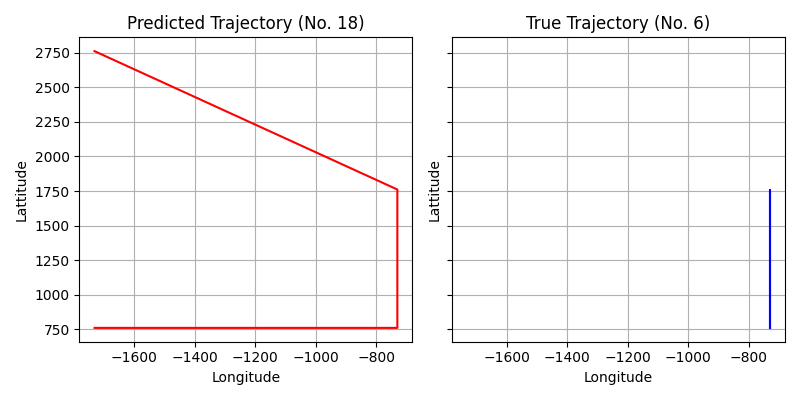 Predicted Trajectory (No. 18)
2750
2500
2250
2000
1750
1500
1250
1000
750
Lattitude
−1600 −1400 −1200 −1000 −800
Longitude
True Trajectory (No. 6)
Lattitude
−1600 −1400 −1200 −1000 −800
Longitude